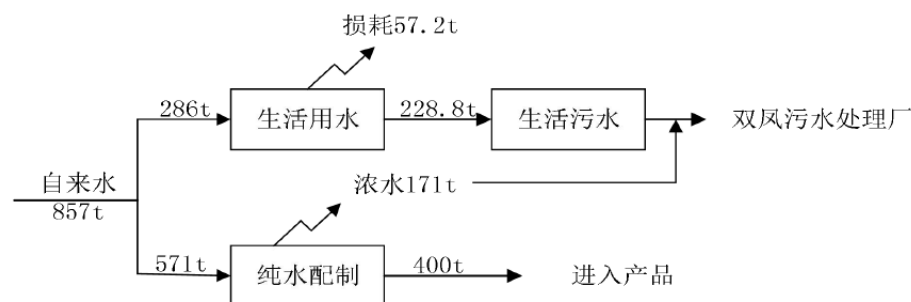 损耗57.2t
286t
生活用水
228.8t
生活污水
双凤污水处理厂
自来水
857t
浓水171t
571t
纯水配制
400t
进入产品